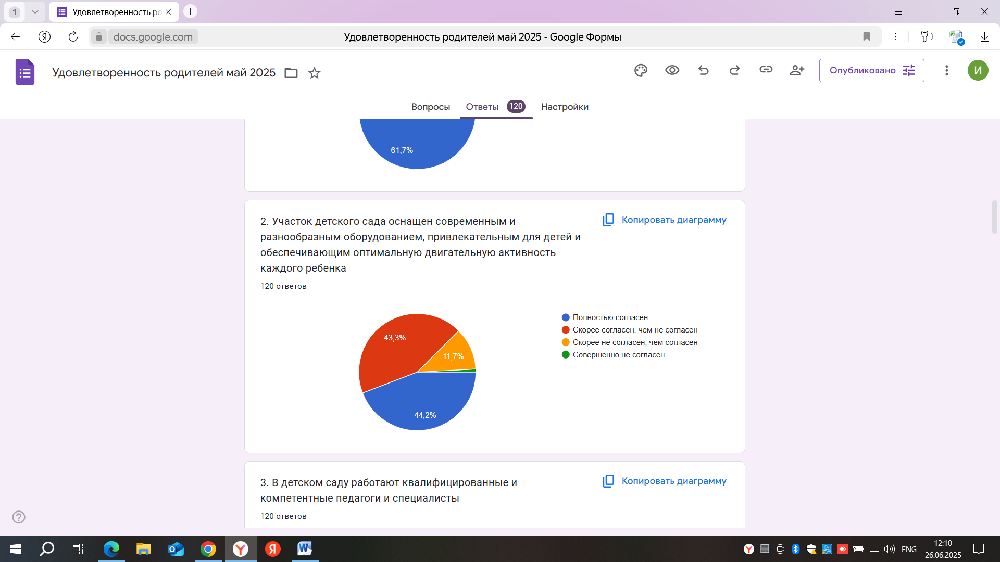 1
Удовлетворенность ро
docs.google.com
Удовлетворенность родителей май 2025 - Google Формы
Удовлетворенность родителей май 2025
Опубликовано
И
Вопросы
Ответы 120
Настройки
61,7%
2. Участок детского сада оснащен современным и
разнообразным оборудованием, привлекательным для детей и
обеспечивающим оптимальную двигательную активность
каждого ребенка
Копировать диаграмму
120 ответов
43,3%
11,7%
44,2%
Полностью согласен
Скорее согласен, чем не согласен
Скорее не согласен, чем согласен
Совершенно не согласен
3. В детском саду работают квалифицированные и
компетентные педагоги и специалисты
Копировать диаграмму
120 ответов
ENG
12:10
26.06.2025